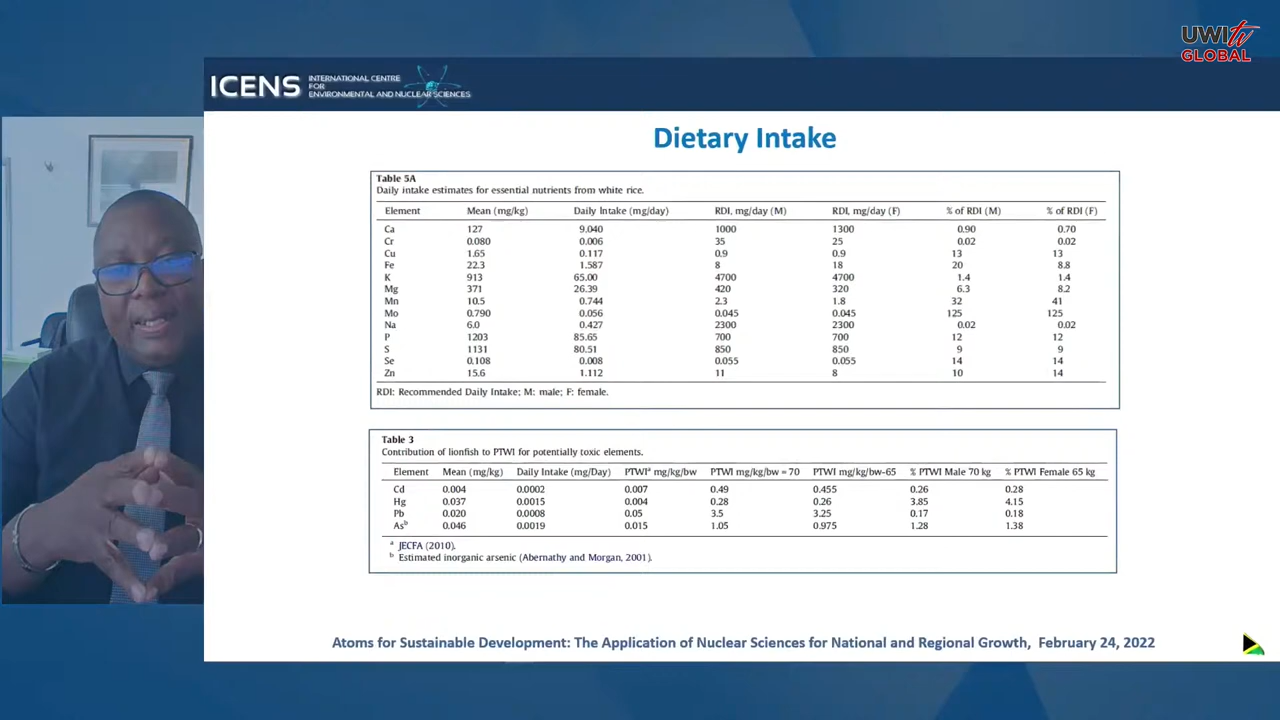 UWItv
GLOBAL
ICENS INTERNATIONAL CENTRE
FOR
ENVIRONMENTAL AND NUCLEAR SCIENCES
Dietary Intake
Table 5A
Daily intake estimates for essential nutrients from white rice.
Element Mean (mg/kg) Daily Intake (mg/day) RDI, mg/day (M) RDI, mg/day (F) % of RDI (M) % of RDI (F)
Ca 127 9.040 1000 1300 0.90 0.70
Cr 0.080 0.006 35 25 0.02 0.02
Cu 1.65 0.117 0.9 0.9 13 13
Fe 22.3 1.587 8 18 20 8.8
K 913 65.00 4700 4700 1.4 1.4
Mg 371 26.39 420 320 6.3 8.2
Mn 10.5 0.744 2.3 1.8 32 41
Mo 0.790 0.056 0.045 0.045 125 125
Na 6.0 0.427 2300 2300 0.02 0.02
P 1203 85.65 700 700 12 12
S 1131 80.51 850 850 9 9
Se 0.108 0.008 0.055 0.055 14 14
Zn 15.6 1.112 11 8 10 14
RDI: Recommended Daily Intake; M: male; F: female.
Table 3
Contribution of lionfish to PTWI for potentially toxic elements.
Element Mean (mg/kg) Daily Intake (mg/Day) PTWIa mg/kg/bw PTWI mg/kg/bw = 70 PTWI mg/kg/bw-65 % PTWI Male 70 kg % PTWI Female 65 kg
Cd 0.004 0.0002 0.007 0.49 0.455 0.26 0.28
Hg 0.037 0.0015 0.004 0.28 0.26 3.85 4.15
Pb 0.020 0.0008 0.05 3.5 3.25 0.17 0.18
Asb 0.046 0.0019 0.015 1.05 0.975 1.28 1.38
a JECFA (2010).
b Estimated inorganic arsenic (Abernathy and Morgan, 2001).
Atoms for Sustainable Development: The Application of Nuclear Sciences for National and Regional Growth, February 24, 2022